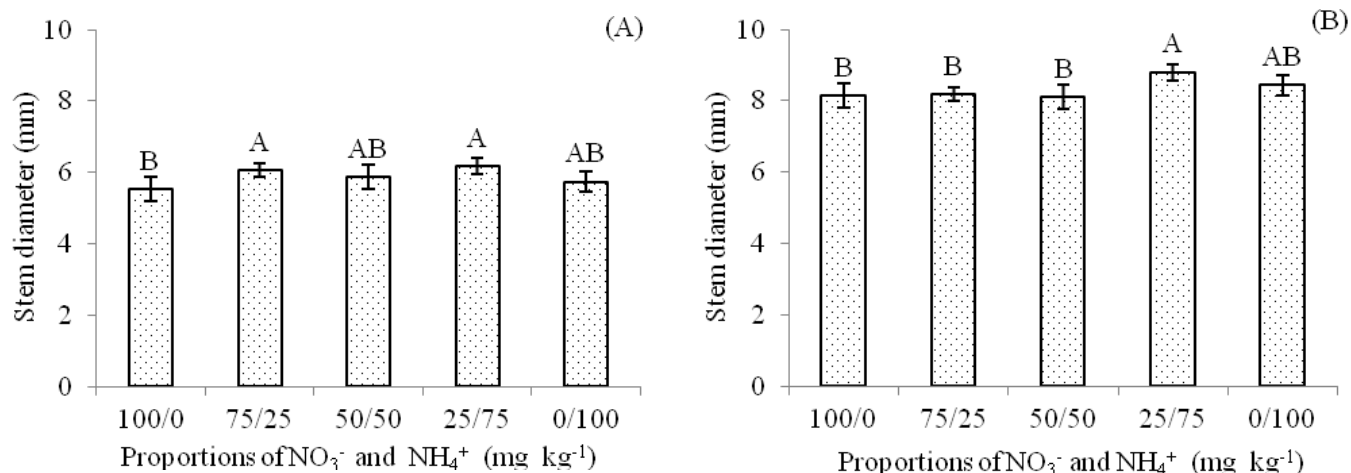 (A)
10
8
6
4
2
0
Stem diameter (mm)
B A AB A AB
100/0 75/25 50/50 25/75 0/100
Proportions of NO₃⁻ and NH₄⁺ (mg kg⁻¹)
(B)
10
8
6
4
2
0
Stem diameter (mm)
B B B A AB
100/0 75/25 50/50 25/75 0/100
Proportions of NO₃⁻ and NH₄⁺ (mg kg⁻¹)